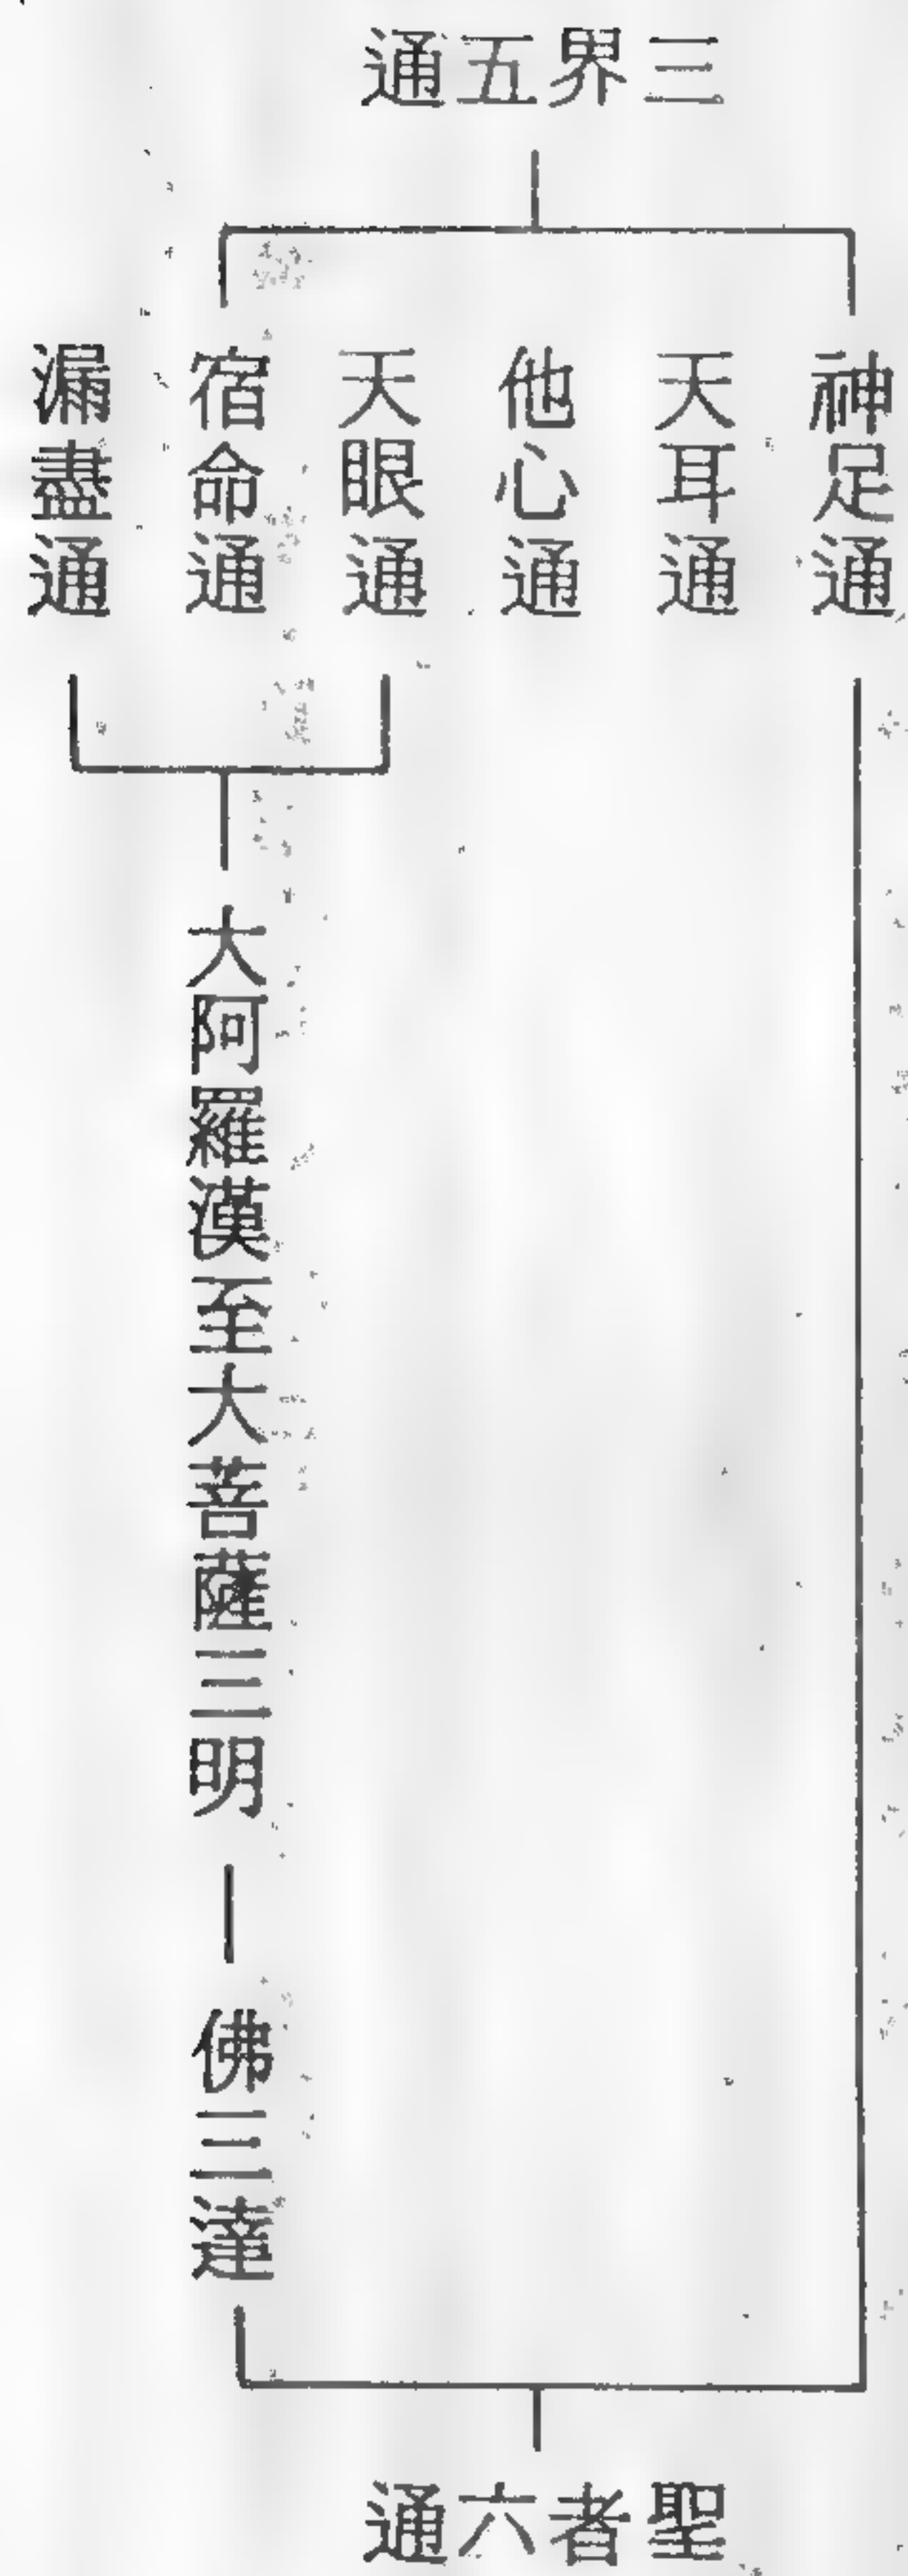 三界五通
神足通
天耳通
他心通
天眼通
宿命通
漏盡通
大阿羅漢至大菩薩三明
佛三達
聖者六通